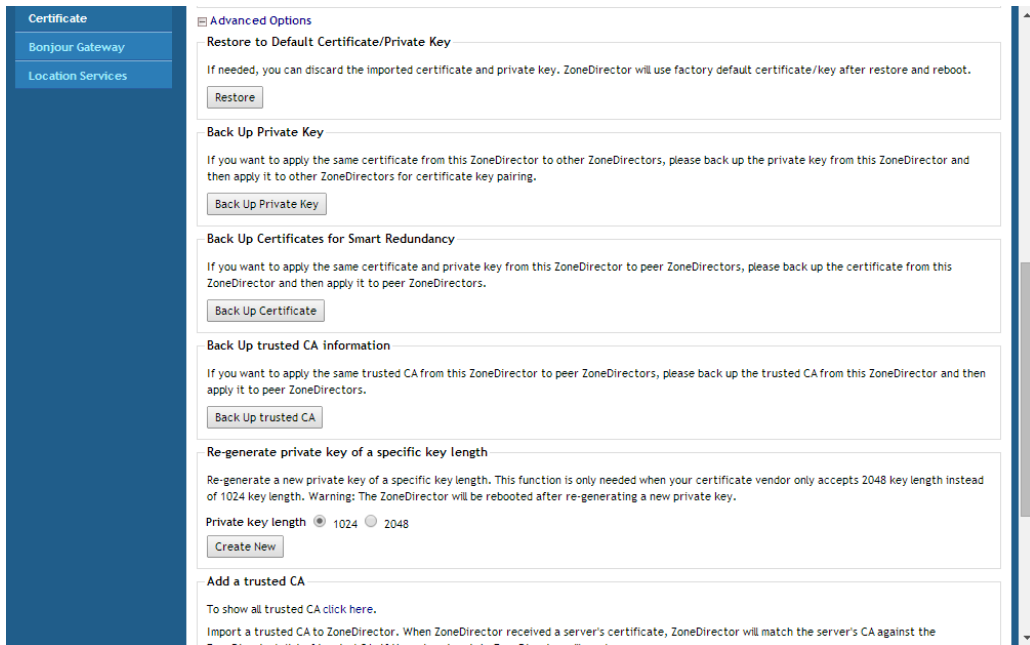 Certificate
Bonjour Gateway
Location Services
Advanced Options
Restore to Default Certificate/Private Key
If needed, you can discard the imported certificate and private key. ZoneDirector will use factory default certificate/key after restore and reboot.
Restore
Back Up Private Key
If you want to apply the same certificate from this ZoneDirector to other ZoneDirectors, please back up the private key from this ZoneDirector and
then apply it to other ZoneDirectors for certificate key pairing.
Back Up Private Key
Back Up Certificates for Smart Redundancy
If you want to apply the same certificate and private key from this ZoneDirector to peer ZoneDirectors, please back up the certificate from this
ZoneDirector and then apply it to peer ZoneDirectors.
Back Up Certificate
Back Up trusted CA information
If you want to apply the same trusted CA from this ZoneDirector to peer ZoneDirectors, please back up the trusted CA from this ZoneDirector and then
apply it to peer ZoneDirectors.
Back Up trusted CA
Re-generate private key of a specific key length
Re-generate a new private key of a specific key length. This function is only needed when your certificate vendor only accepts 2048 key length instead
of 1024 key length. Warning: The ZoneDirector will be rebooted after re-generating a new private key.
Private key length 1024 2048
Create New
Add a trusted CA
To show all trusted CA click here.
Import a trusted CA to ZoneDirector. When ZoneDirector received a server's certificate, ZoneDirector will match the server's CA against the